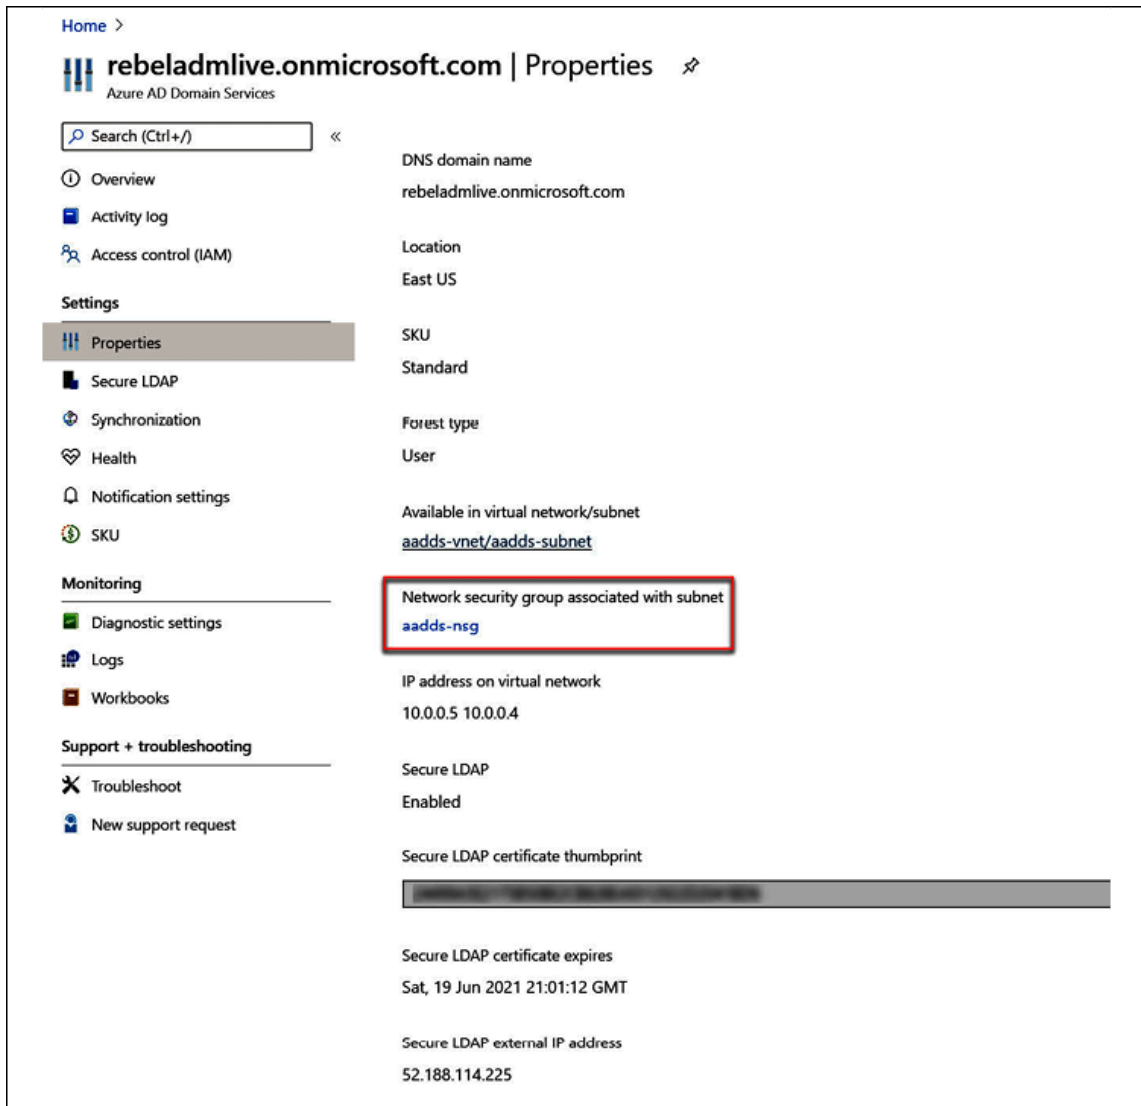 Home >
rebeladmlive.onmicrosoft.com | Properties
Azure AD Domain Services
Search (Ctrl+/)
«
Overview
Activity log
Access control (IAM)
Settings
Properties
Secure LDAP
Synchronization
Health
Notification settings
SKU
Monitoring
Diagnostic settings
Logs
Workbooks
Support + troubleshooting
Troubleshoot
New support request
DNS domain name
rebeladmlive.onmicrosoft.com
Location
East US
SKU
Standard
Forest type
User
Available in virtual network/subnet
aadds-vnet/aadds-subnet
Network security group associated with subnet
aadds-nsg
IP address on virtual network
10.0.0.5 10.0.0.4
Secure LDAP
Enabled
Secure LDAP certificate thumbprint
Secure LDAP certificate expires
Sat, 19 Jun 2021 21:01:12 GMT
Secure LDAP external IP address
52.188.114.225